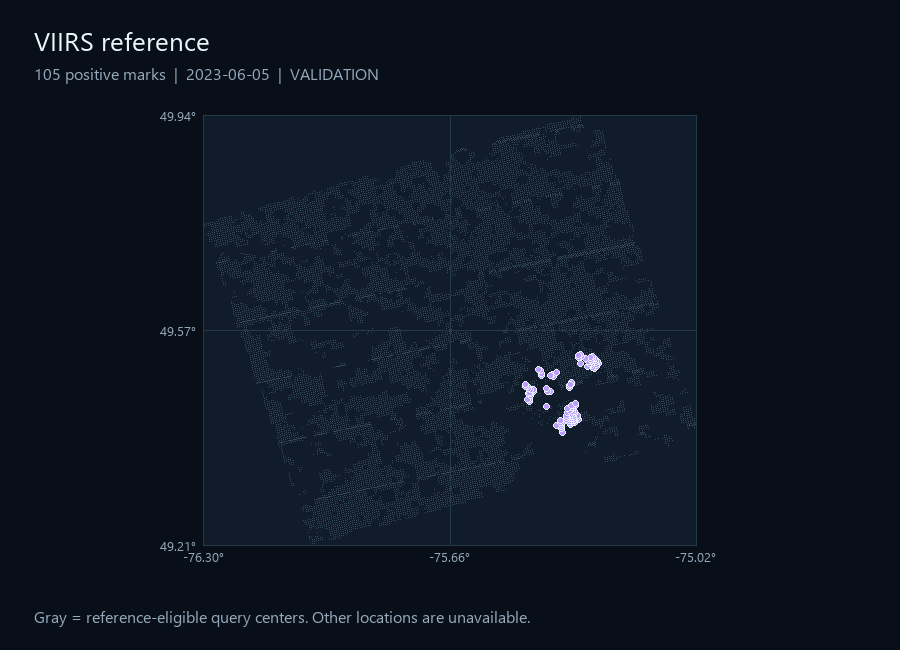 VIIRS reference
105 positive marks | 2023-06-05 | VALIDATION
49.94°
49.57°
49.21°
-76.30°
-75.66°
-75.02°
Gray = reference-eligible query centers. Other locations are unavailable.